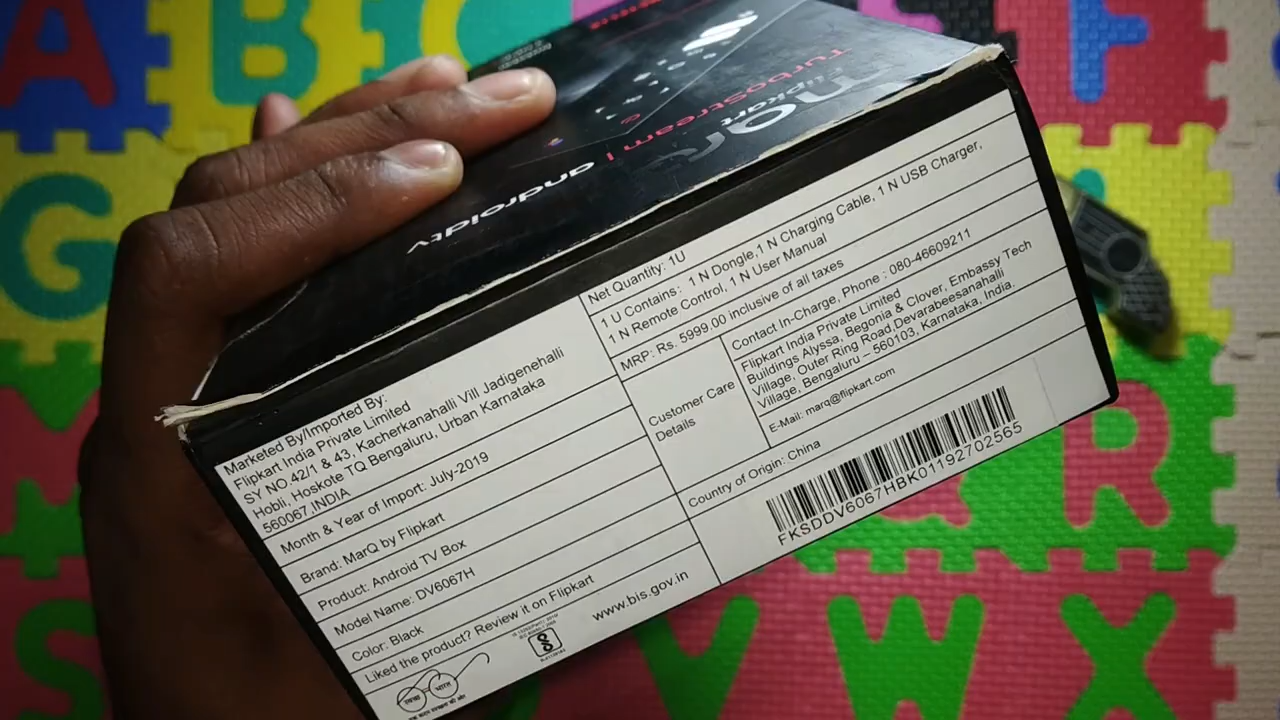 marq
Flipkart
TurboStream | androidtv
Marketed By/Imported By:
Flipkart India Private Limited
SY NO 42/1 & 43, Kacherkanahalli Vill Jadigenehalli
Hobli, Hoskote TQ Bengaluru, Urban Karnataka
560067,INDIA
Month & Year of Import: July-2019
Brand: MarQ by Flipkart
Product: Android TV Box
Model Name: DV6067H
Color: Black
Liked the product? Review it on Flipkart
www.bis.gov.in
Net Quantity: 1U
1 U Contains: 1 N Dongle,1 N Charging Cable, 1 N USB Charger,
1 N Remote Control, 1 N User Manual
MRP: Rs. 5999.00 inclusive of all taxes
Customer Care
Details
Contact In-Charge, Phone : 080-46609211
Flipkart India Private Limited
Buildings Alyssa, Begonia & Clover, Embassy Tech
Village, Outer Ring Road,Devarabeesanahalli
Village, Bengaluru – 560103, Karnataka, India.
E-Mail: marq@flipkart.com
Country of Origin: China
FKSDDV6067HBK01192702565
A
B
F
G
R
S
V
W
X